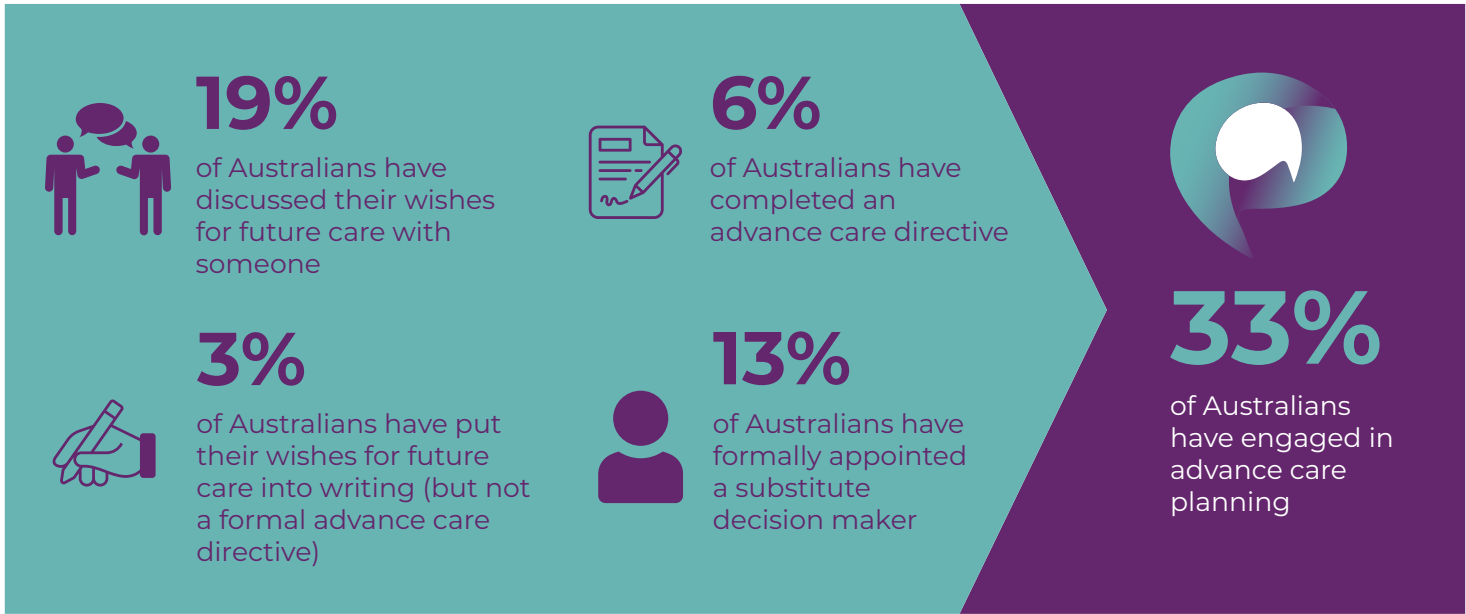 19%
of Australians have
discussed their wishes
for future care with
someone
6%
of Australians have
completed an
advance care directive
3%
of Australians have put
their wishes for future
care into writing (but not
a formal advance care
directive)
13%
of Australians have
formally appointed
a substitute
decision maker
33%
of Australians
have engaged in
advance care
planning